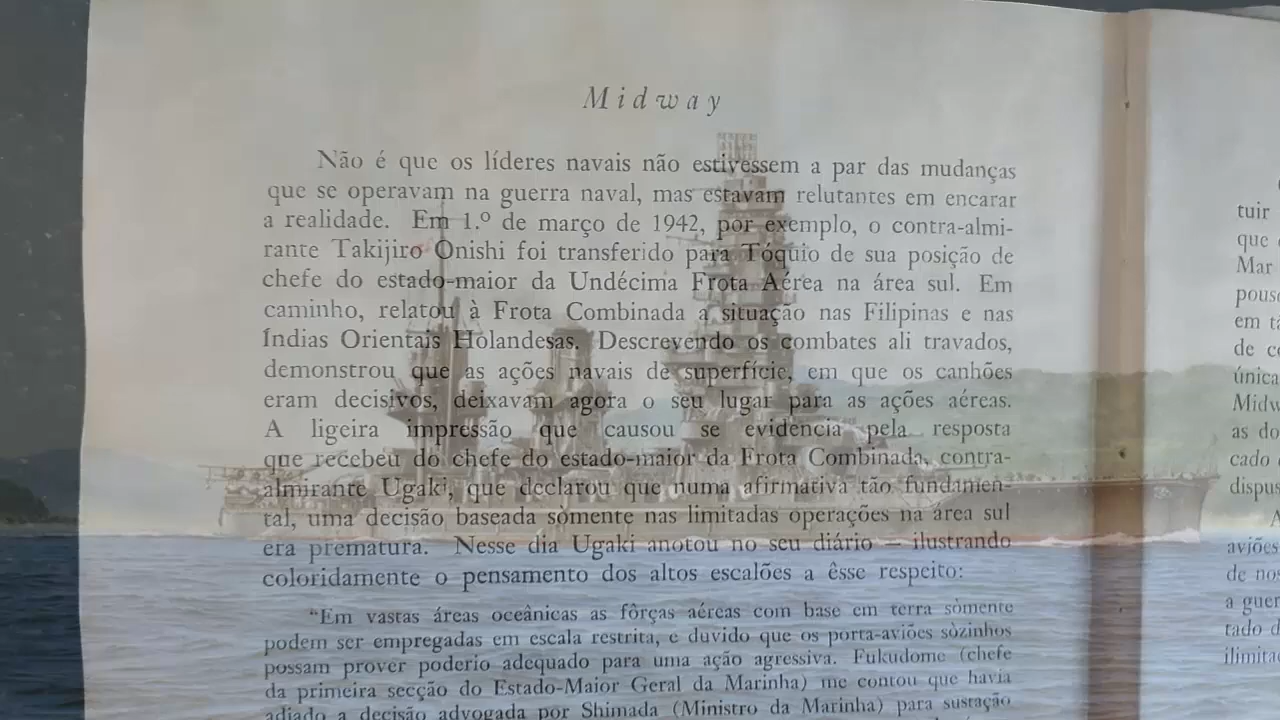 Midway
Não é que os líderes navais não estivessem a par das mudanças
que se operavam na guerra naval, mas estavam relutantes em encarar
a realidade. Em 1.º de março de 1942, por exemplo, o contra-almi-
rante Takijiro Onishi foi transferido para Tóquio de sua posição de
chefe do estado-maior da Undécima Frota Aérea na área sul. Em
caminho, relatou à Frota Combinada a situação nas Filipinas e nas
Índias Orientais Holandesas. Descrevendo os combates ali travados,
demonstrou que as ações navais de superfície, em que os canhões
eram decisivos, deixavam agora o seu lugar para as ações aéreas.
A ligeira impressão que causou se evidencia pela resposta
que recebeu do chefe do estado-maior da Frota Combinada, contra-
almirante Ugaki, que declarou que numa afirmativa tão fundamen-
tal, uma decisão baseada sòmente nas limitadas operações na área sul
era prematura. Nesse dia Ugaki anotou no seu diário — ilustrando
coloridamente o pensamento dos altos escalões a êsse respeito:
“Em vastas áreas oceânicas as fôrças aéreas com base em terra sòmente
podem ser empregadas em escala restrita, e duvido que os porta-aviões sòzinhos
possam prover poderio adequado para uma ação agressiva. Fukudome (chefe
da primeira secção do Estado-Maior Geral da Marinha) me contou que havia
adiado a decisão advogada por Shimada (Ministro da Marinha) para sustação
tuir
que
Mar
em
de
única
as do
cado
dispus
aviões
de nos
a guer
tado d